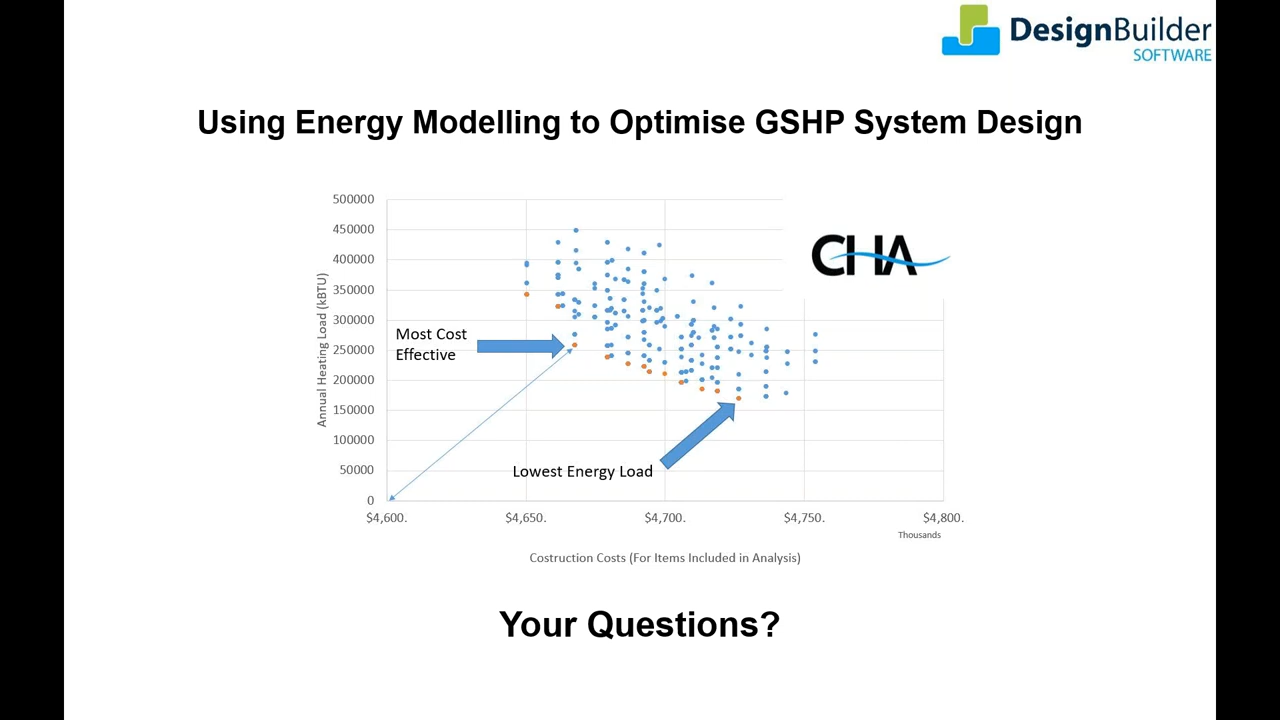 DesignBuilder
SOFTWARE
Using Energy Modelling to Optimise GSHP System Design
500000
450000
400000
350000
300000
250000
200000
150000
100000
50000
0
Annual Heating Load (kBTU)
CHA
Most Cost
Effective
Lowest Energy Load
$4,600.
$4,650.
$4,700.
$4,750.
$4,800.
Thousands
Costruction Costs (For Items Included in Analysis)
Your Questions?